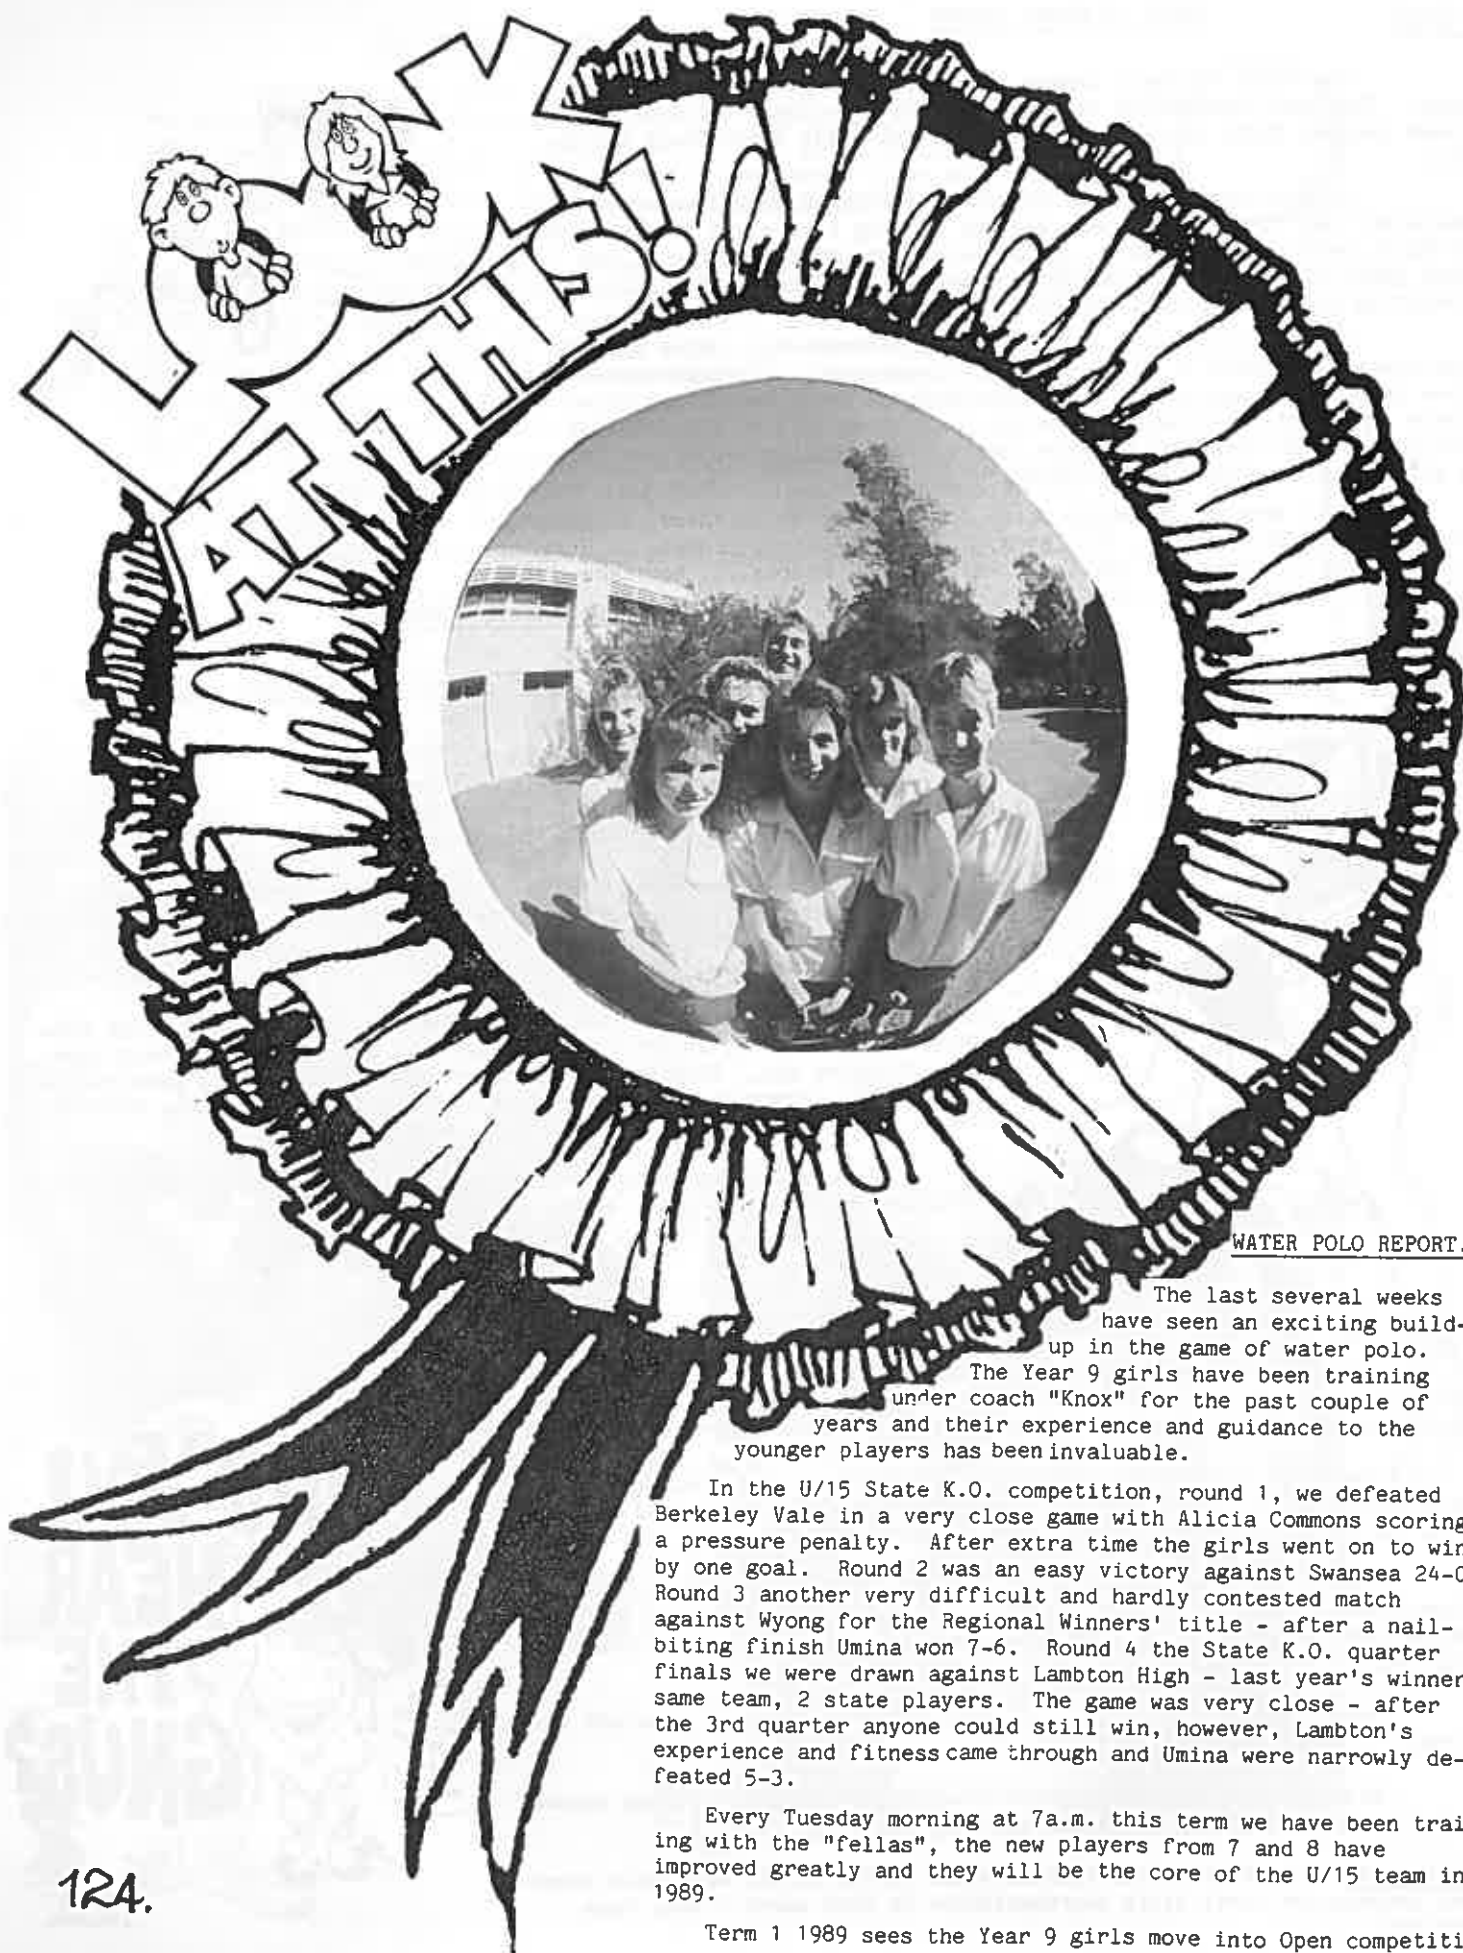 LOOK
AT THIS!
WATER POLO REPORT.
The last several weeks
have seen an exciting build-
up in the game of water polo.
The Year 9 girls have been training
under coach "Knox" for the past couple of
years and their experience and guidance to the
younger players has been invaluable.
In the U/15 State K.O. competition, round 1, we defeated
Berkeley Vale in a very close game with Alicia Commons scoring
a pressure penalty. After extra time the girls went on to win
by one goal. Round 2 was an easy victory against Swansea 24-0
Round 3 another very difficult and hardly contested match
against Wyong for the Regional Winners' title - after a nail-
biting finish Umina won 7-6. Round 4 the State K.O. quarter
finals we were drawn against Lambton High - last year's winner
same team, 2 state players. The game was very close - after
the 3rd quarter anyone could still win, however, Lambton's
experience and fitness came through and Umina were narrowly de-
feated 5-3.
Every Tuesday morning at 7a.m. this term we have been trai
ing with the "fellas", the new players from 7 and 8 have
improved greatly and they will be the core of the U/15 team in
1989.
Term 1 1989 sees the Year 9 girls move into Open competiti
124.